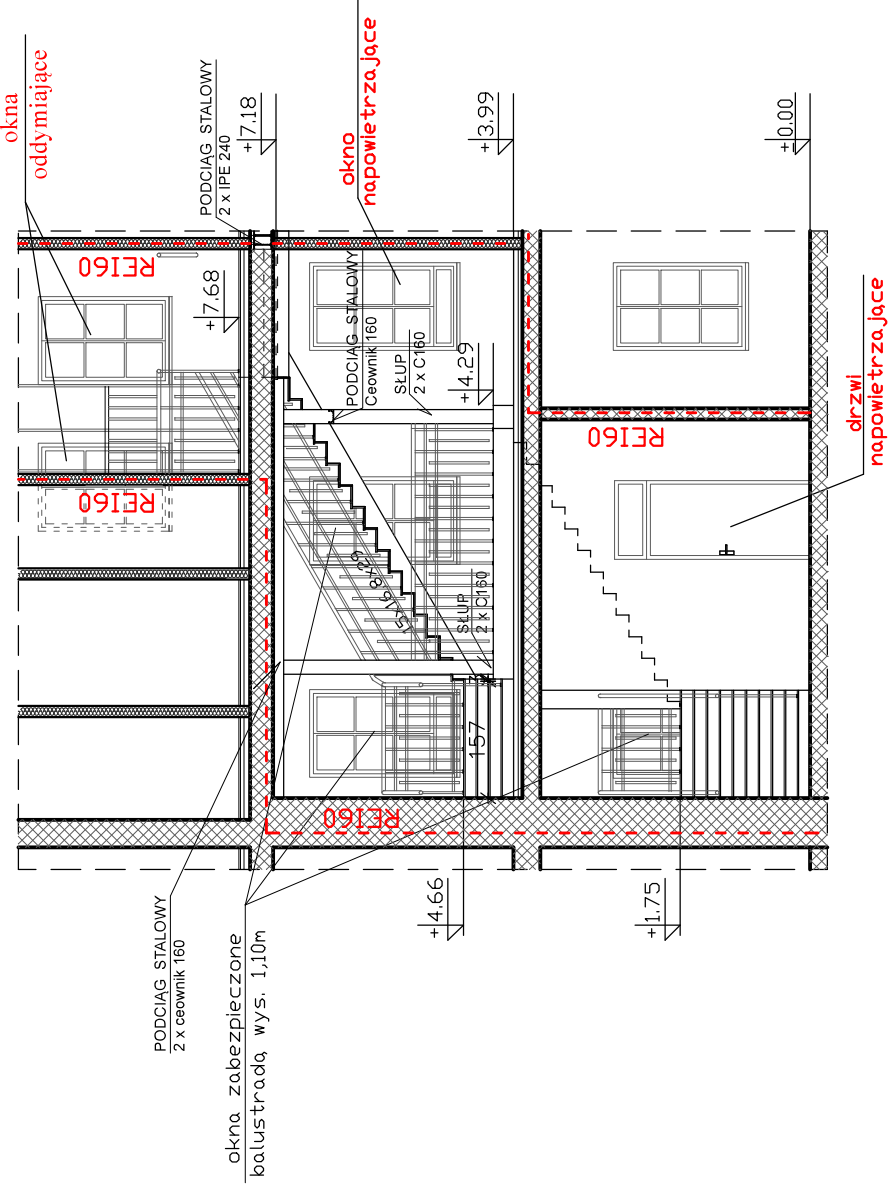 okna
oddymiające
PODCIĄG STALOWY
2 x IPE 240
+7.18
okno
napowietrzające
+3.99
+0.00
REI60
+7.68
PODCIĄG STALOWY
Ceownik 160
SŁUP
2 x C160
+4.29
REI60
REI60
15x16.8x29
SŁUP
2 x C160
157
REI60
drzwi
napowietrzające
PODCIĄG STALOWY
2 x ceownik 160
okna zabezpieczone
balustradą wys. 1,10m
+4.66
+1.75